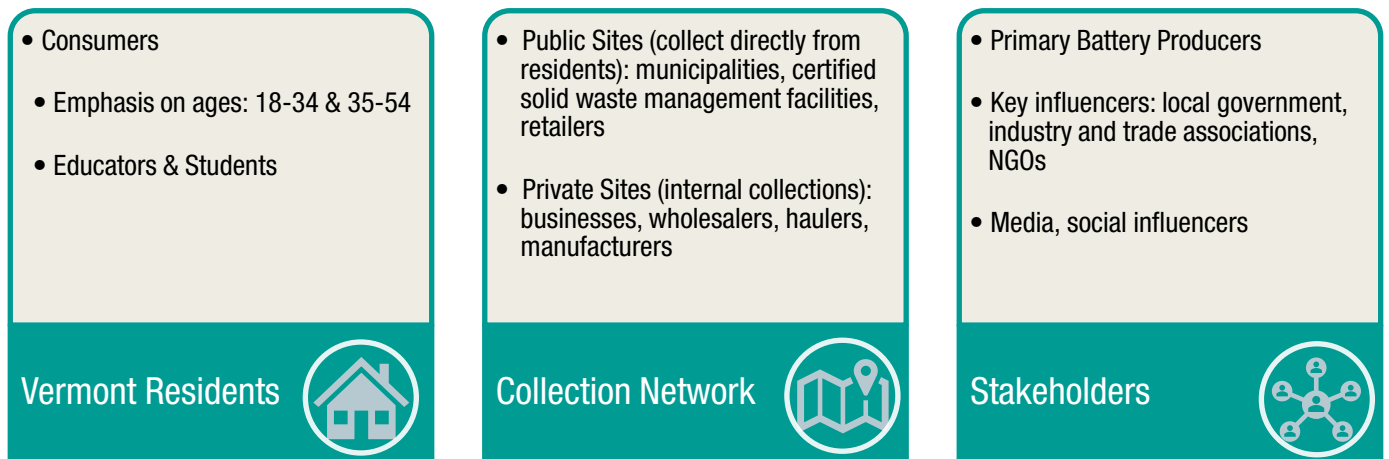 • Consumers
• Emphasis on ages: 18-34 & 35-54
• Educators & Students
Vermont Residents
• Public Sites (collect directly from
residents): municipalities, certified
solid waste management facilities,
retailers
• Private Sites (internal collections):
businesses, wholesalers, haulers,
manufacturers
Collection Network
• Primary Battery Producers
• Key influencers: local government,
industry and trade associations,
NGOs
• Media, social influencers
Stakeholders